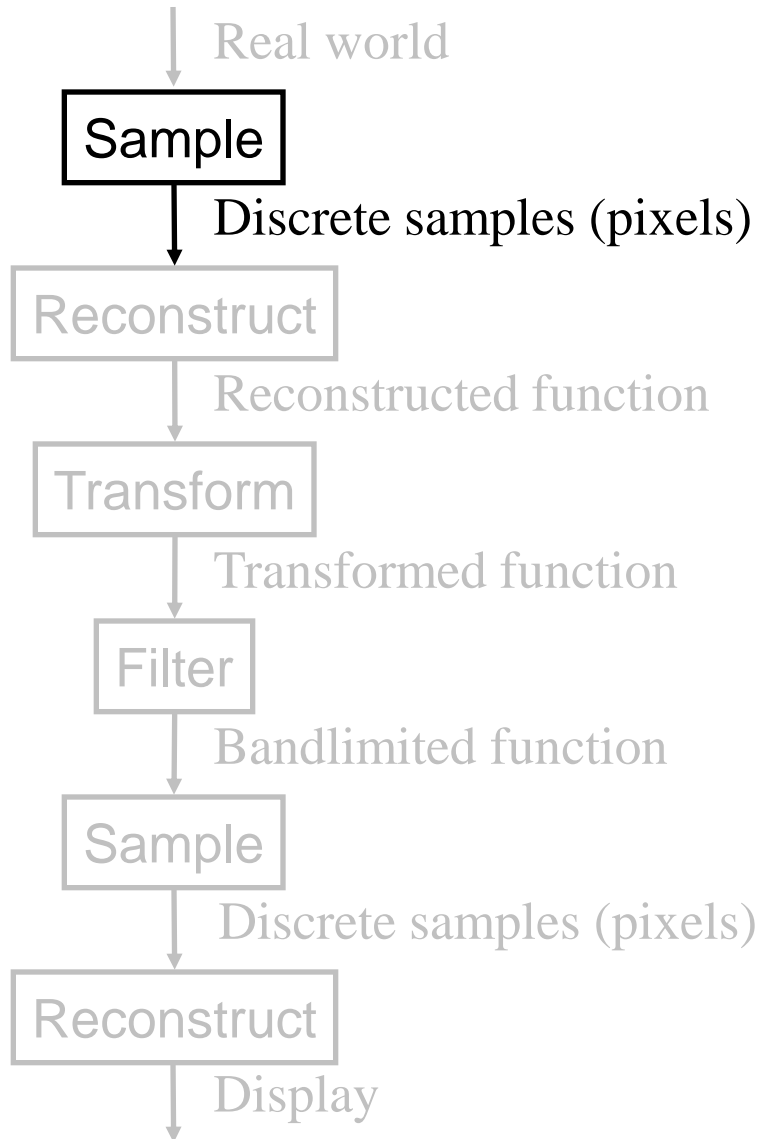 Real world
Sample
Discrete samples (pixels)
Reconstruct
Reconstructed function
Transform
Transformed function
Filter
Bandlimited function
Sample
Discrete samples (pixels)
Reconstruct
Display